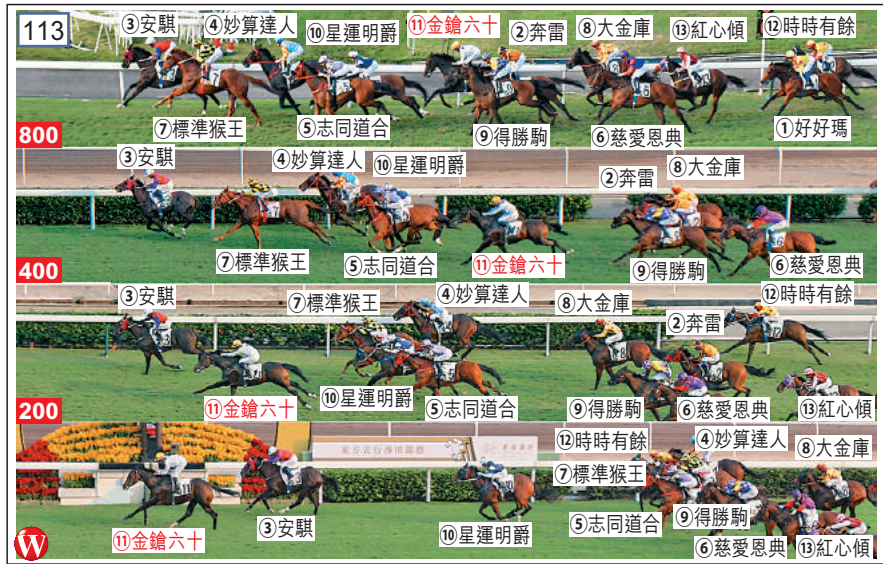 113
③安騏 ④妙算達人 ⑩星運明爵 ⑪金鎗六十 ②奔雷 ⑧大金庫 ⑬紅心傾 ⑫時時有餘
⑦標準猴王 ⑤志同道合 ⑨得勝駒 ⑥慈愛恩典 ①好好瑪
800
③安騏 ④妙算達人 ⑩星運明爵 ②奔雷 ⑧大金庫
⑦標準猴王 ⑤志同道合 ⑪金鎗六十 ⑨得勝駒 ⑥慈愛恩典
400
③安騏 ⑦標準猴王 ④妙算達人 ⑧大金庫 ②奔雷 ⑫時時有餘
⑪金鎗六十 ⑩星運明爵 ⑤志同道合 ⑨得勝駒 ⑥慈愛恩典 ⑬紅心傾
200
⑫時時有餘 ④妙算達人 ⑧大金庫
⑦標準猴王
⑪金鎗六十 ③安騏 ⑩星運明爵 ⑤志同道合 ⑨得勝駒
⑥慈愛恩典 ⑬紅心傾
W